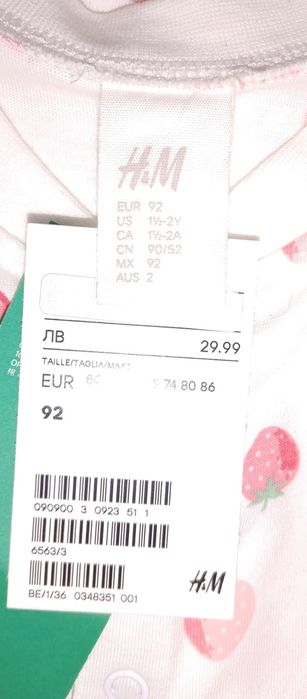 H&M
EUR 92
US 1½-2Y
CA 1½-2A
CN 90/52
MX 92
AUS 2
ЛВ 29.99
TAILLE/TAGLIA/MAAT
EUR 74 80 86
92
090900 3 0923 51 1
6563/3
H&M
BE/1/36 0348351 001